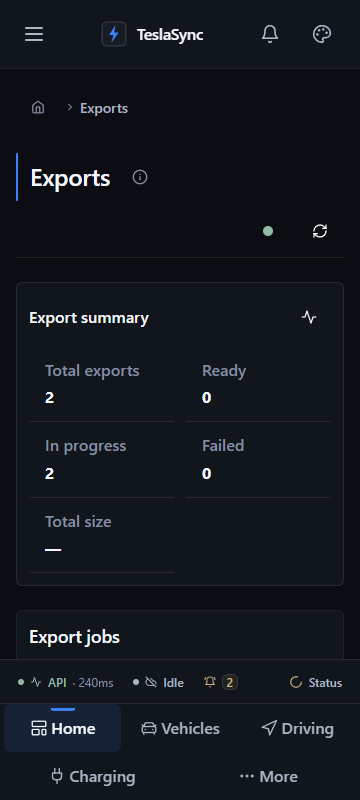 TeslaSync
Exports
Exports
Export summary
Total exports
2
Ready
0
In progress
2
Failed
0
Total size
—
Export jobs
API · 240ms
Idle
2
Status
Home
Vehicles
Driving
Charging
More